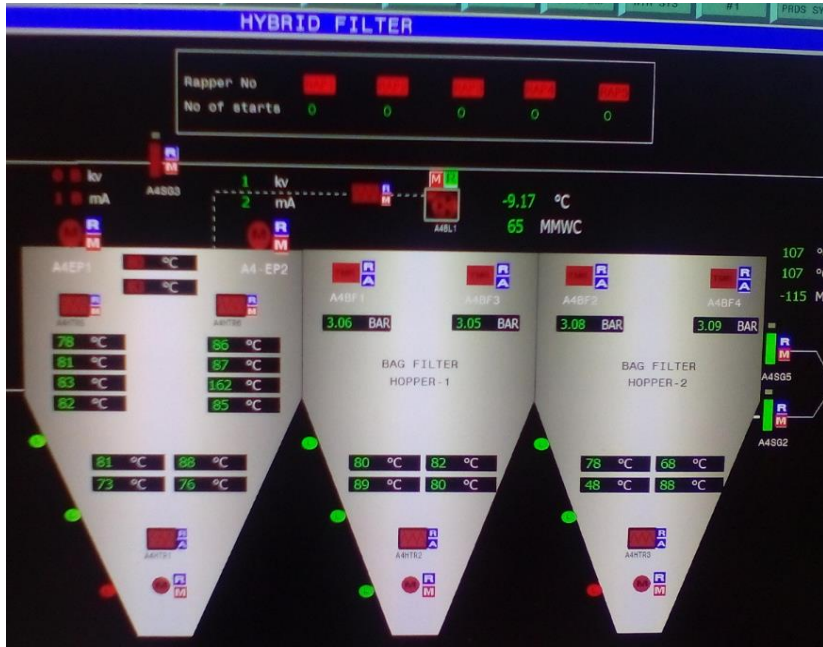 #1
PRDS SY
HYBRID FILTER
Rapper No
No of starts 0 0 0 0 0
kv
mA
A4SG3
R
M
1 kv
2 mA
R
M
M
A4BL1
-9.17 °C
65 MMWC
R
M
R
M
A4EP1
°C
°C
A4-EP2
R
A
A4BF1
R
A
A4BF3
R
A
A4BF2
R
A
A4BF4
107
107
-115 M
3.06 BAR
3.05 BAR
3.08 BAR
3.09 BAR
78 °C
81 °C
83 °C
82 °C
86 °C
87 °C
162 °C
85 °C
BAG FILTER
HOPPER-1
BAG FILTER
HOPPER-2
R
M
A4SG5
R
M
A4SG2
81 °C 88 °C
73 °C 76 °C
80 °C 82 °C
89 °C 80 °C
78 °C 68 °C
48 °C 88 °C
R
A
R
A
A4HTR2
R
A
A4HTR3
M
R
M
M
R
M
M
R
M